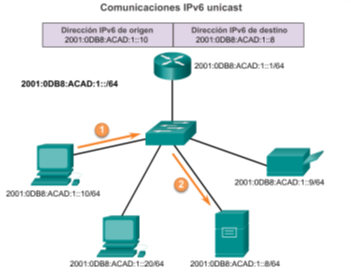 Comunicaciones IPv6 unicast
Dirección IPv6 de origen
2001:0DB8:ACAD:1::10
Dirección IPv6 de destino
2001:0DB8:ACAD:1::8
2001:0DB8:ACAD:1::1/64
2001:0DB8:ACAD:1::/64
1
2001:0DB8:ACAD:1::10/64
2
2001:0DB8:ACAD:1::9/64
2001:0DB8:ACAD:1::20/64
2001:0DB8:ACAD:1::8/64